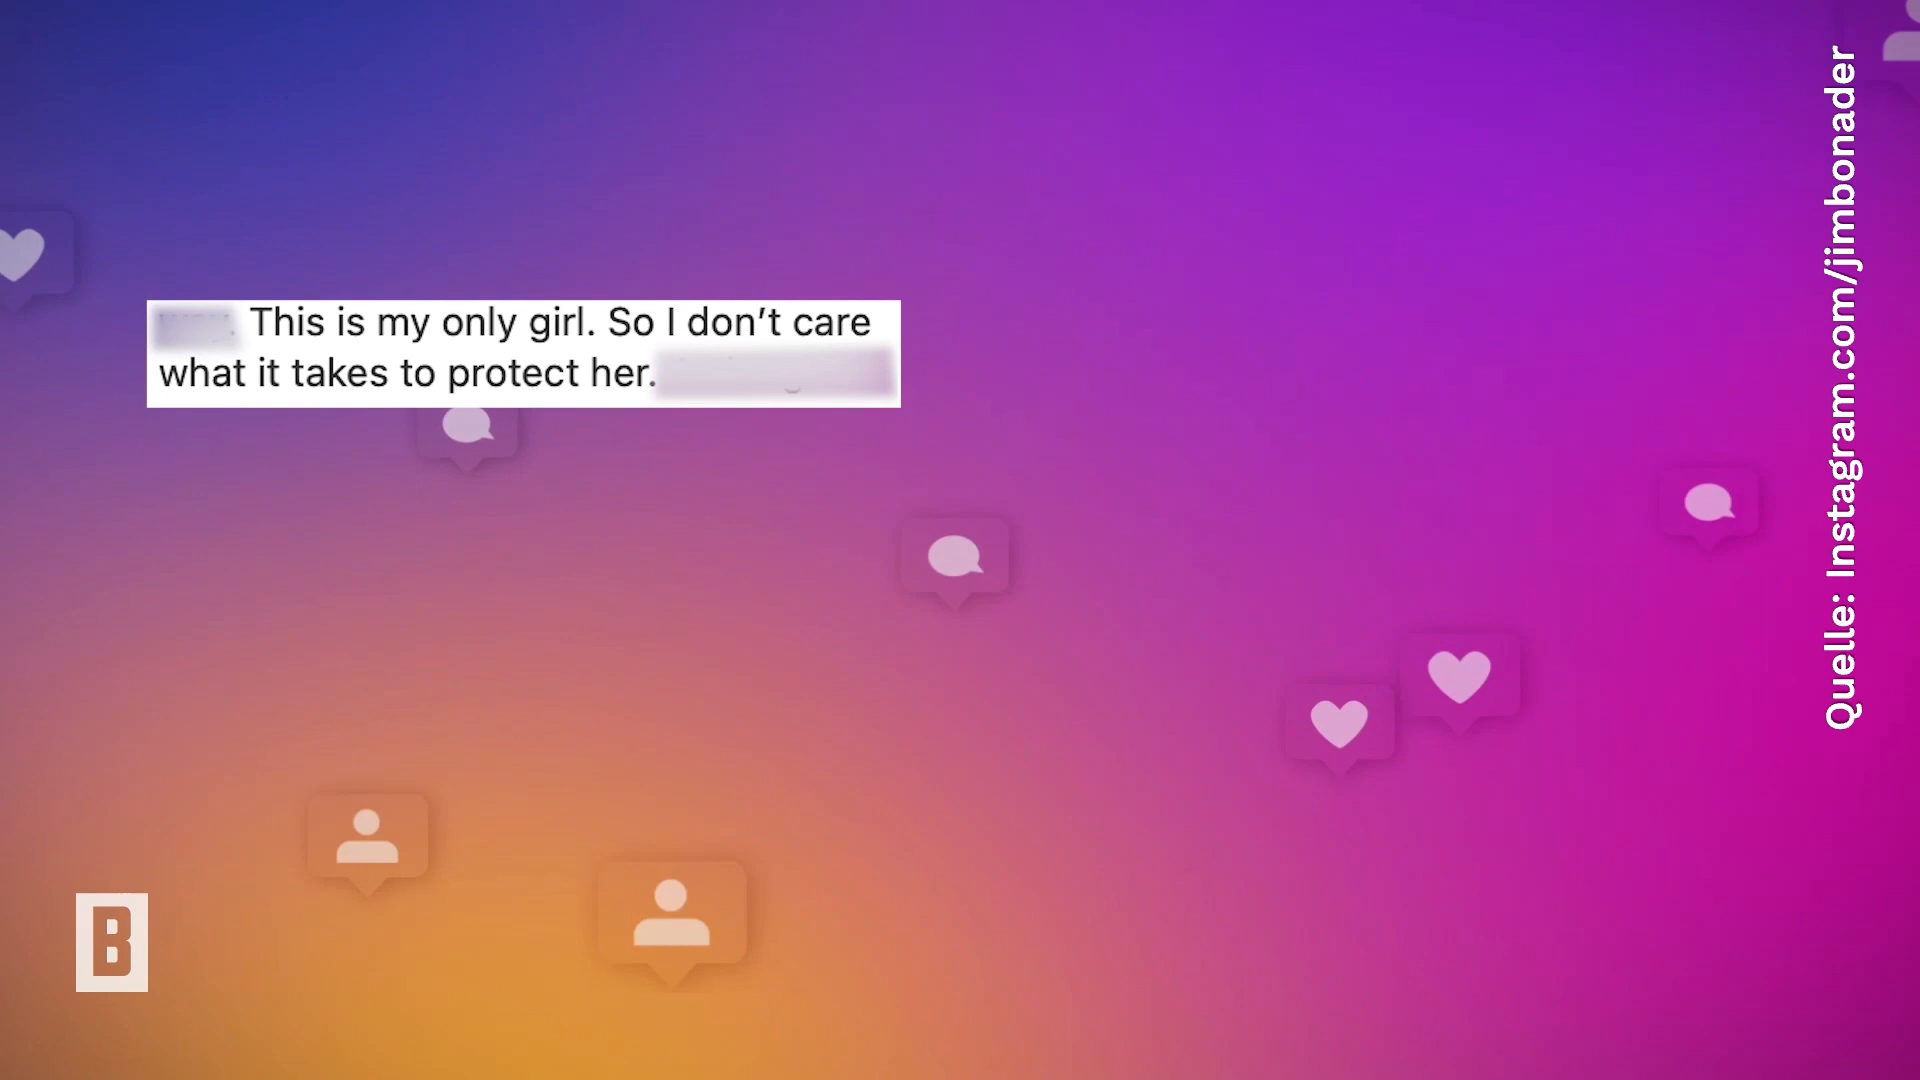 This is my only girl. So I don’t care
what it takes to protect her.
Quelle: Instagram.com/jimbonader
B